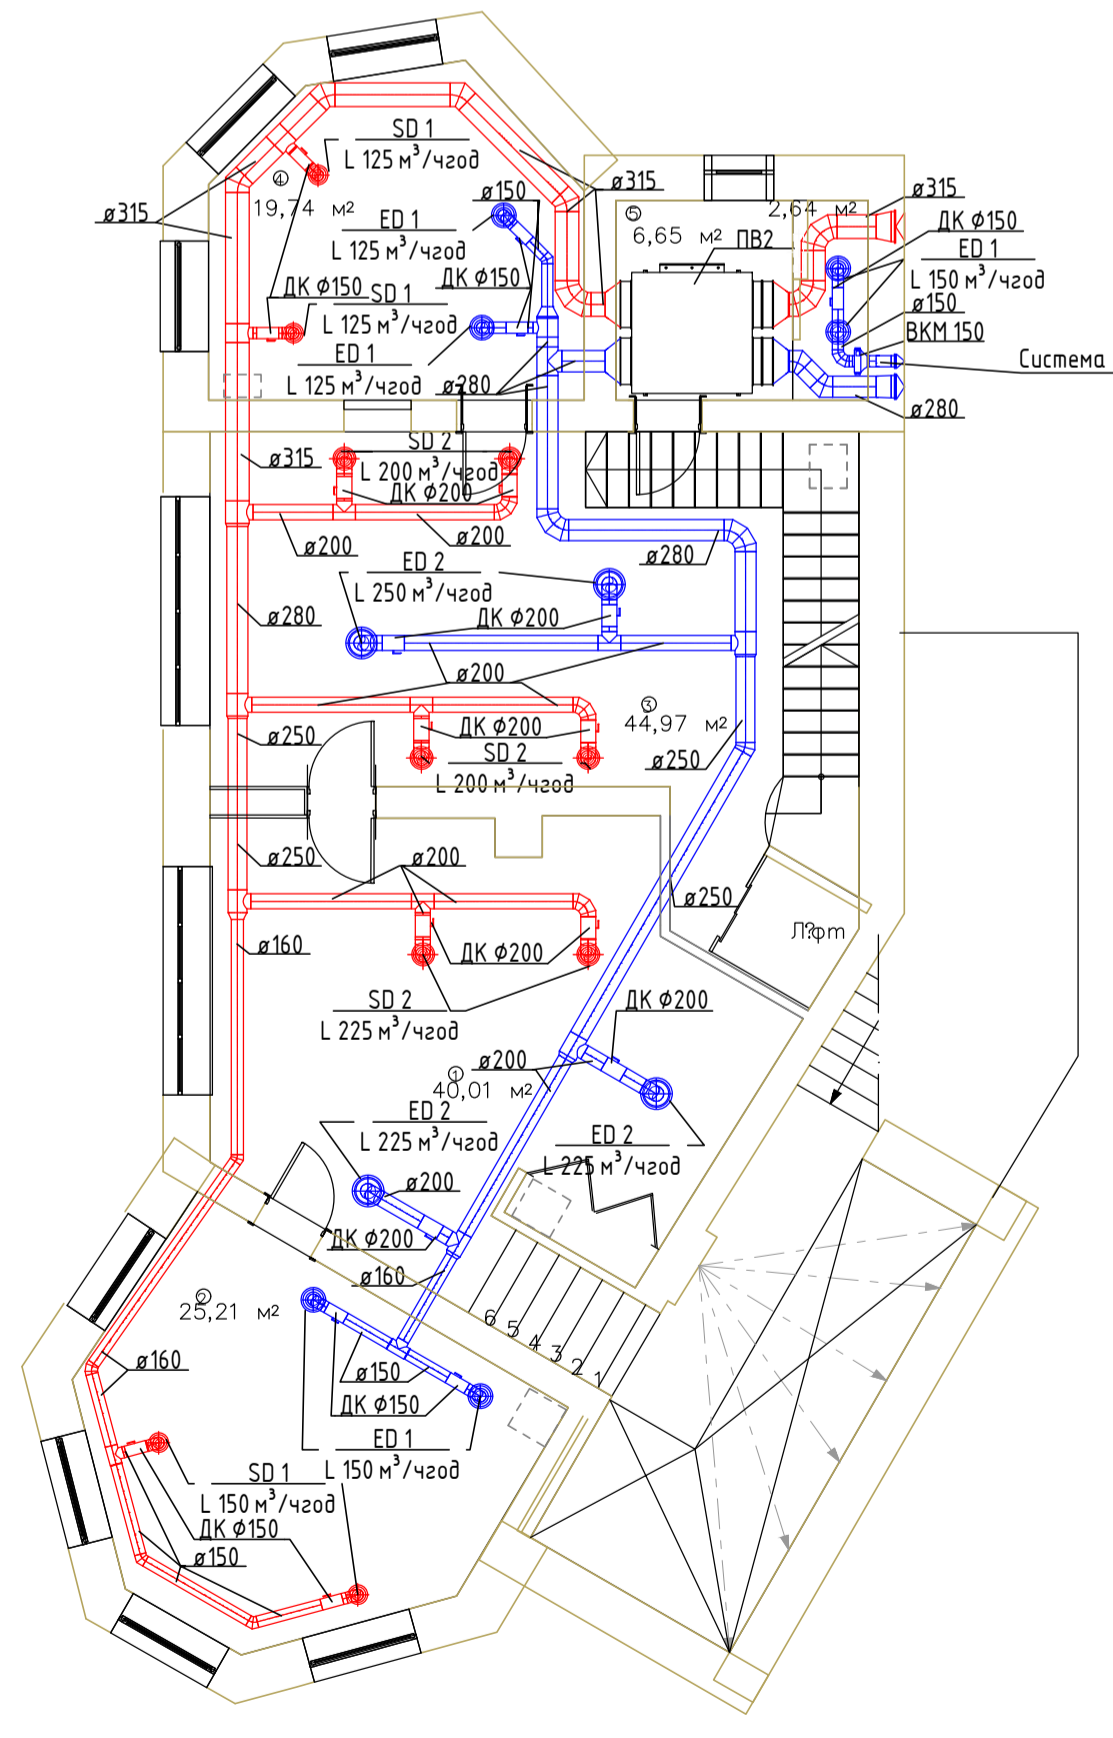 SD 1
L 125 м³/чгод
ø150
ø315
ø315
④
19,74 м²
ø315
ED 1
L 125 м³/чгод
⑤
6,65 м²
2,64 м²
ПВ2
ДК Ф150
ED 1
L 150 м³/чгод
ДК Ф150
SD 1
L 125 м³/чгод
ДК Ф150
ø150
ВКМ 150
ED 1
L 125 м³/чгод
Система
ø280
ø280
SD 2
L 200 м³/чгод
ø315
ДК Ф200
ø200
ø200
ø280
ED 2
L 250 м³/чгод
ДК Ф200
ø280
ø200
③
44,97 м²
ø250
ДК Ф200
SD 2
L 200 м³/чгод
ø250
ø250
ø200
ø250
Л?фт
ø160
ДК Ф200
SD 2
L 225 м³/чгод
ДК Ф200
ø200
①
40,01 м²
ED 2
L 225 м³/чгод
ED 2
L 225 м³/чгод
ø200
ДК Ф200
ø160
②
25,21 м²
6 5 4 3 2 1
ø160
ø150
ДК Ф150
ED 1
L 150 м³/чгод
SD 1
L 150 м³/чгод
ДК Ф150
ø150